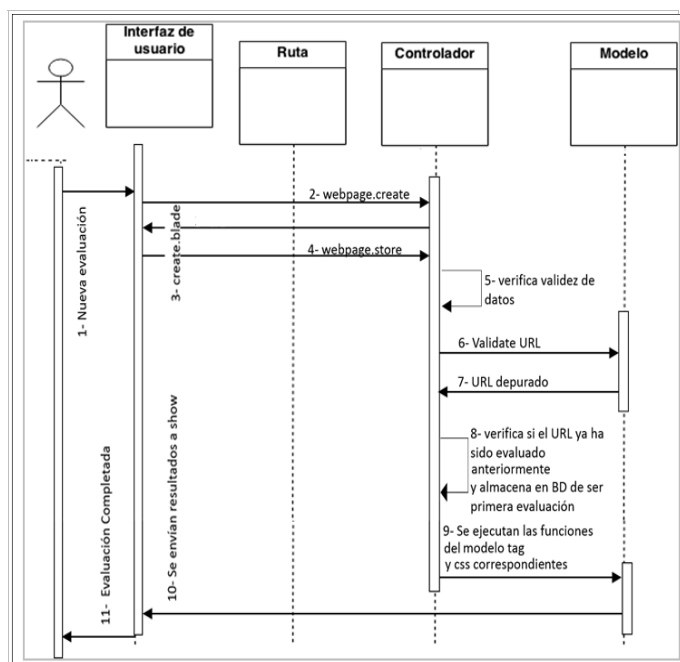 Interfaz de
usuario
Ruta
Controlador
Modelo
1- Nueva evaluación
2- webpage.create
3- create.blade
4- webpage.store
5- verifica validez de
datos
6- Validate URL
7- URL depurado
8- verifica si el URL ya ha
sido evaluado
anteriormente
y almacena en BD de ser
primera evaluación
9- Se ejecutan las funciones
del modelo tag
y css correspondientes
10- Se envían resultados a show
11- Evaluación Completada